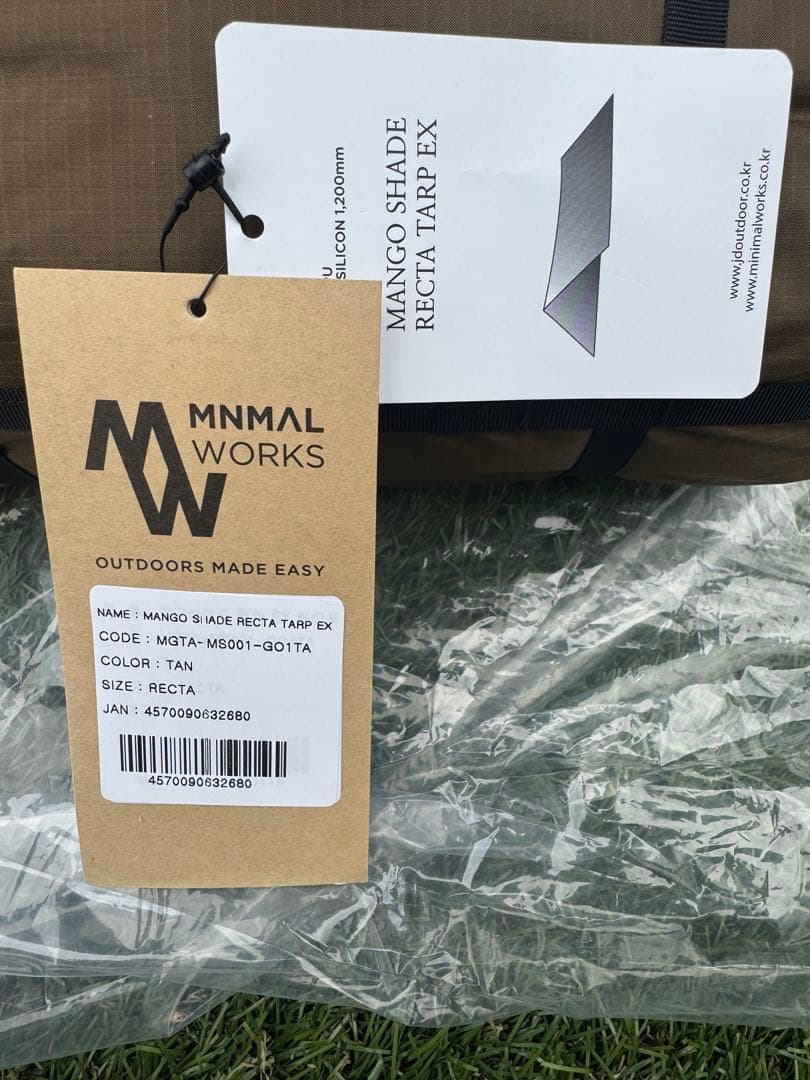 SILICON 1,200mm
MANGO SHADE
RECTA TARP EX
www.jdoutdoor.co.kr
www.minimalworks.co.kr
MNMAL
WORKS
OUTDOORS MADE EASY
NAME : MANGO SHADE RECTA TARP EX
CODE : MGTA-MS001-GO1TA
COLOR : TAN
SIZE : RECTA
JAN : 4570090632680
4570090632680